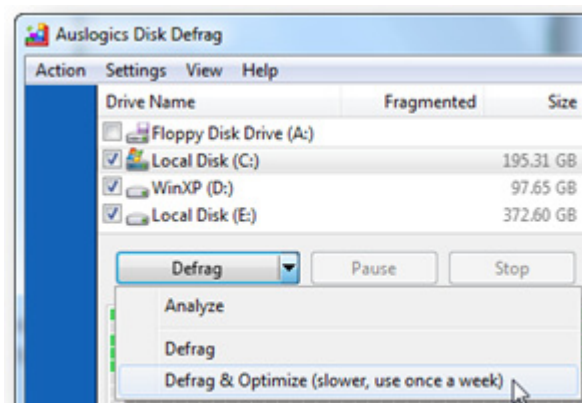 Auslogics Disk Defrag
Action Settings View Help
Drive Name Fragmented Size
Floppy Disk Drive (A:)
Local Disk (C:) 195.31 GB
WinXP (D:) 97.65 GB
Local Disk (E:) 372.60 GB
Defrag Pause Stop
Analyze
Defrag
Defrag & Optimize (slower, use once a week)